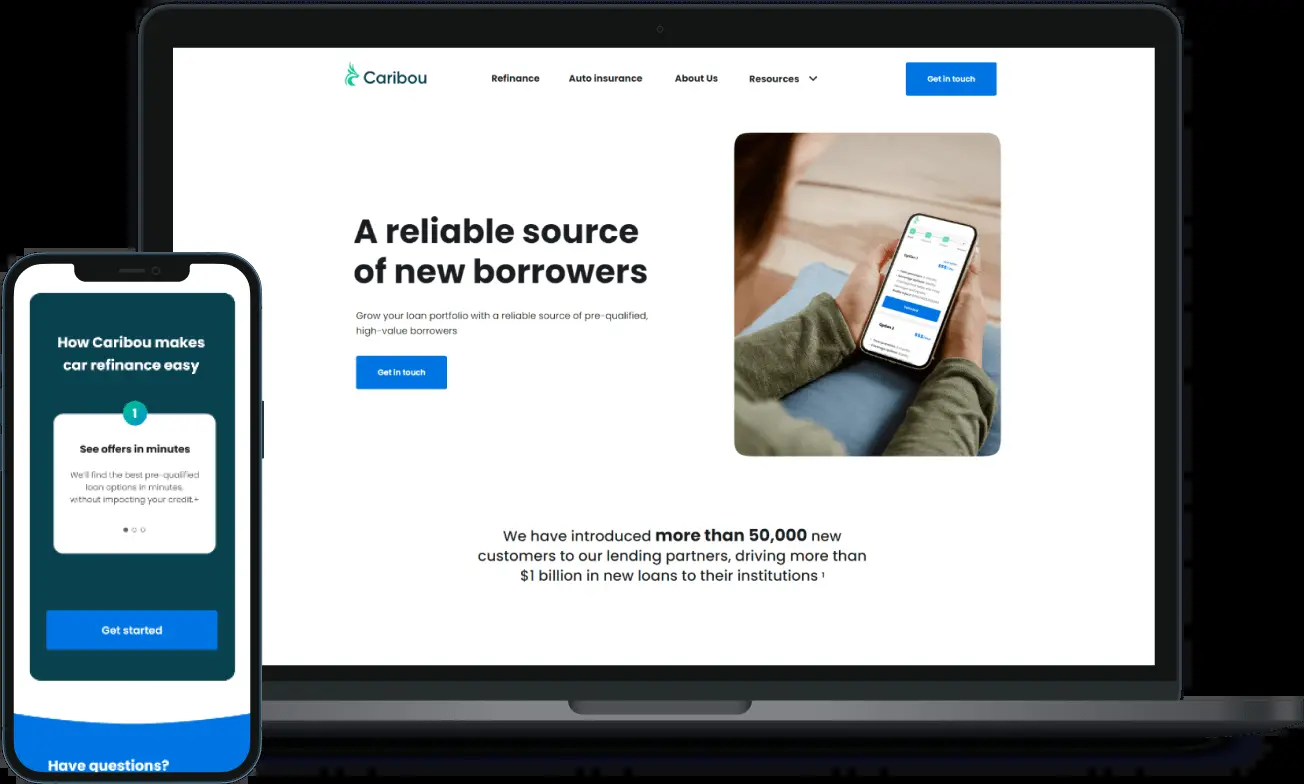 Caribou
Refinance
Auto insurance
About Us
Resources
Get in touch
A reliable source
of new borrowers
Grow your loan portfolio with a reliable source of pre-qualified,
high-value borrowers
Get in touch
We have introduced more than 50,000 new
customers to our lending partners, driving more than
$1 billion in new loans to their institutions ¹
How Caribou makes
car refinance easy
1
See offers in minutes
We'll find the best pre-qualified
loan options in minutes,
without impacting your credit.+
Get started
Have questions?